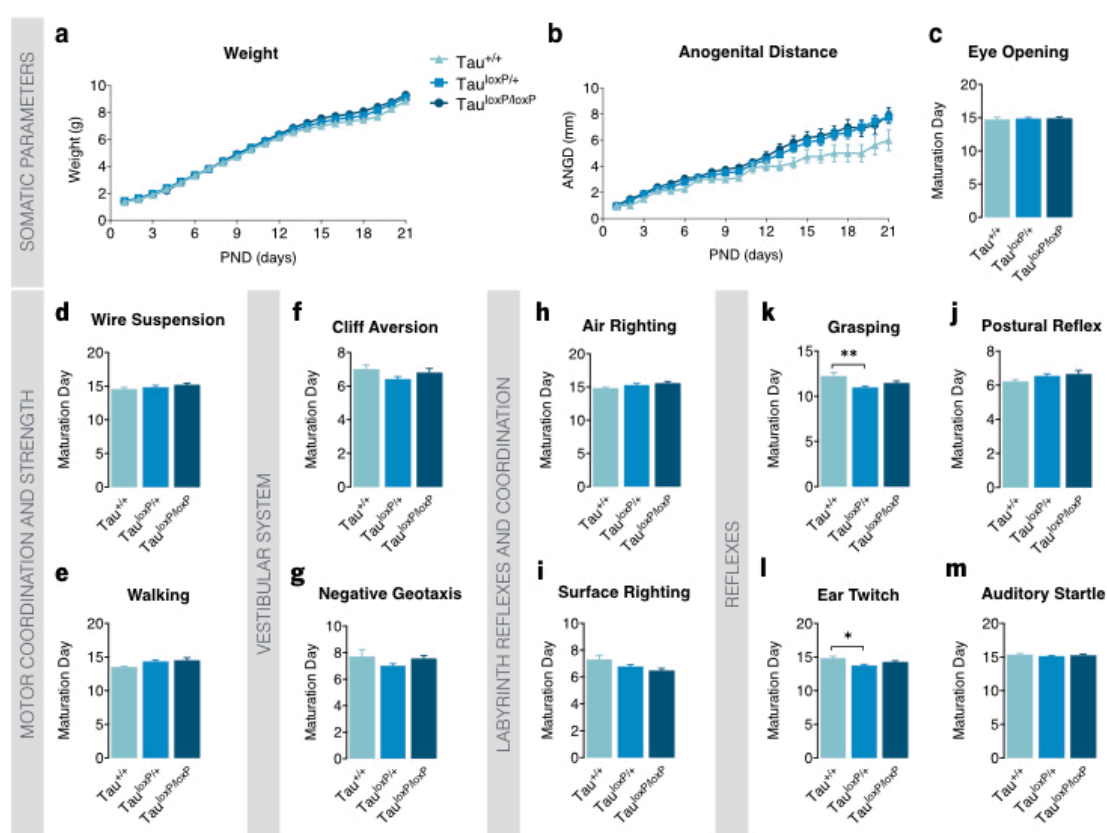 SOMATIC PARAMETERS
a
Weight
Weight (g)
10
8
6
4
2
0
0 3 6 9 12 15 18 21
PND (days)
Tau+/+
TauloxP/+
TauloxP/loxP
b
Anogenital Distance
ANGD (mm)
10
8
6
4
2
0
0 3 6 9 12 15 18 21
PND (days)
c
Eye Opening
Maturation Day
20
15
10
5
0
Tau+/+
TauloxP/+
TauloxP/loxP
MOTOR COORDINATION AND STRENGTH
d
Wire Suspension
Maturation Day
20
15
10
5
0
Tau+/+
TauloxP/+
TauloxP/loxP
e
Walking
Maturation Day
20
15
10
5
0
Tau+/+
TauloxP/+
TauloxP/loxP
VESTIBULAR SYSTEM
f
Cliff Aversion
Maturation Day
8
6
4
2
0
Tau+/+
TauloxP/+
TauloxP/loxP
g
Negative Geotaxis
Maturation Day
10
8
6
4
2
0
Tau+/+
TauloxP/+
TauloxP/loxP
LABYRINTH REFLEXES AND COORDINATION
h
Air Righting
Maturation Day
20
15
10
5
0
Tau+/+
TauloxP/+
TauloxP/loxP
i
Surface Righting
Maturation Day
10
8
6
4
2
0
Tau+/+
TauloxP/+
TauloxP/loxP
REFLEXES
k
Grasping
Maturation Day
15
10
5
0
**
Tau+/+
TauloxP/+
TauloxP/loxP
j
Postural Reflex
Maturation Day
8
6
4
2
0
Tau+/+
TauloxP/+
TauloxP/loxP
l
Ear Twitch
Maturation Day
20
15
10
5
0
*
Tau+/+
TauloxP/+
TauloxP/loxP
m
Auditory Startle
Maturation Day
20
15
10
5
0
Tau+/+
TauloxP/+
TauloxP/loxP